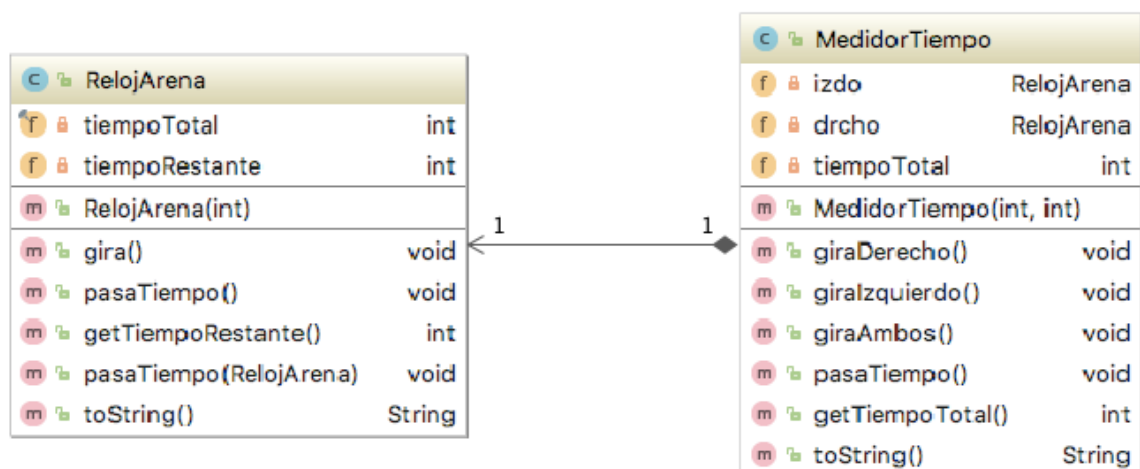 RelojArena
tiempoTotal int
tiempoRestante int
RelojArena(int)
gira() void
pasaTiempo() void
getTiempoRestante() int
pasaTiempo(RelojArena) void
toString() String
1 1
MedidorTiempo
izdo RelojArena
drcho RelojArena
tiempoTotal int
MedidorTiempo(int, int)
giraDerecho() void
giraIzquierdo() void
giraAmbos() void
pasaTiempo() void
getTiempoTotal() int
toString() String